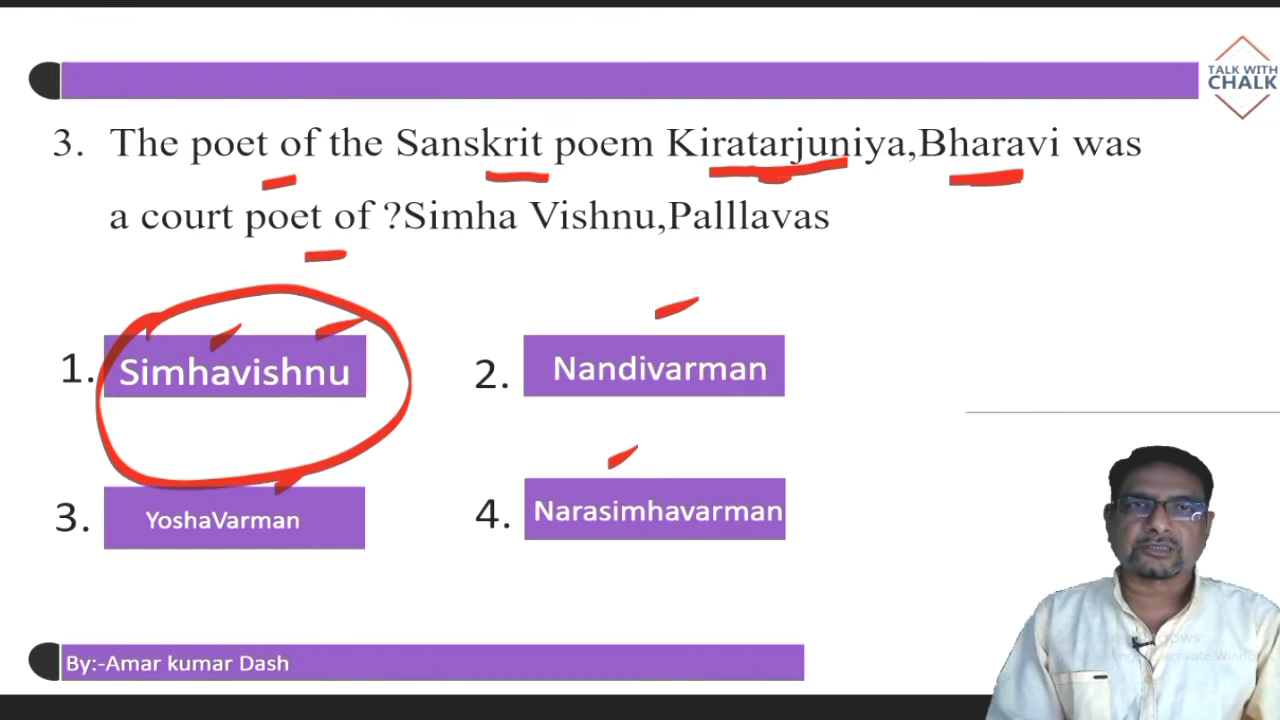 TALK WITH
CHALK
3. The poet of the Sanskrit poem Kiratarjuniya,Bharavi was
a court poet of ?Simha Vishnu,Palllavas
1. Simhavishnu
2. Nandivarman
3. YoshaVarman
4. Narasimhavarman
By:-Amar kumar Dash